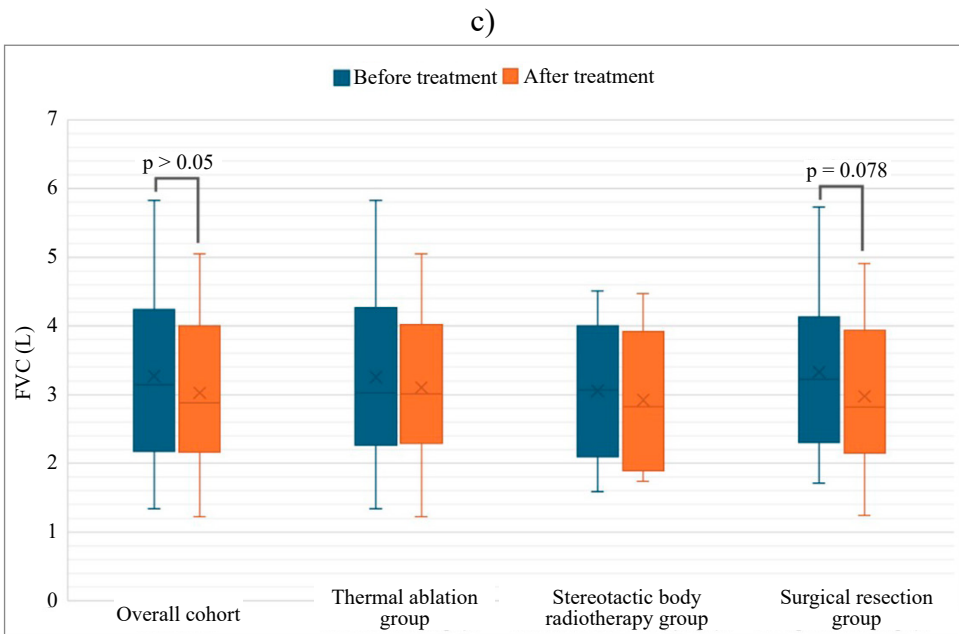 c)
Before treatment After treatment
7
p > 0.05
p = 0.078
6
5
4
FVC (L)
3
2
1
0
Overall cohort
Thermal ablation
group
Stereotactic body
radiotherapy group
Surgical resection
group